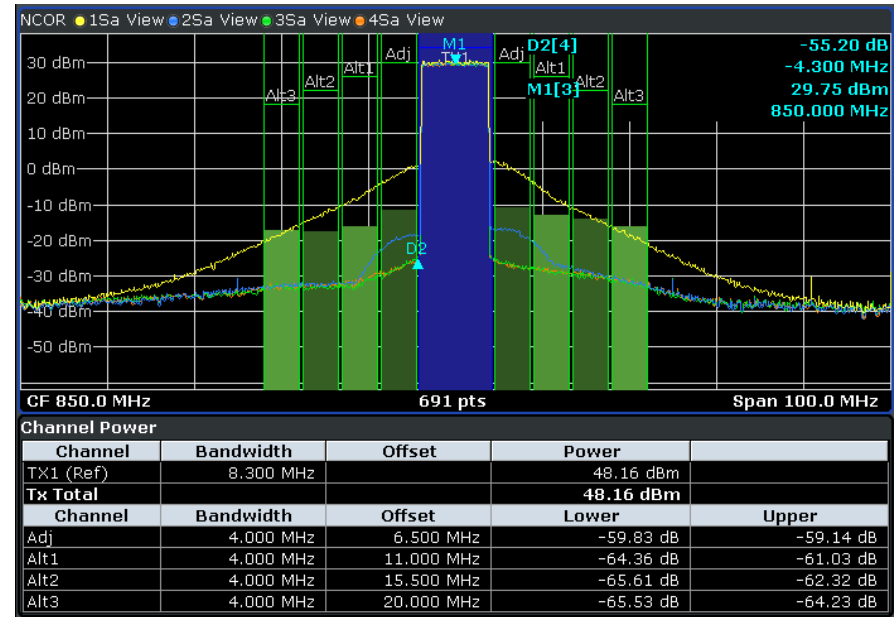 NCOR 1Sa View 2Sa View 3Sa View 4Sa View
D2[4] -55.20 dB
-4.300 MHz
M1[3] 29.75 dBm
850.000 MHz
Alt3 Alt2 Alt1 Adj M1 TX1 Adj Alt1 Alt2 Alt3
30 dBm
20 dBm
10 dBm
0 dBm
-10 dBm
-20 dBm
D2
-30 dBm
-40 dBm
-50 dBm
CF 850.0 MHz 691 pts Span 100.0 MHz
Channel Power
Channel Bandwidth Offset Power
TX1 (Ref) 8.300 MHz 48.16 dBm
Tx Total 48.16 dBm
Channel Bandwidth Offset Lower Upper
Adj 4.000 MHz 6.500 MHz -59.83 dB -59.14 dB
Alt1 4.000 MHz 11.000 MHz -64.36 dB -61.03 dB
Alt2 4.000 MHz 15.500 MHz -65.61 dB -62.32 dB
Alt3 4.000 MHz 20.000 MHz -65.53 dB -64.23 dB